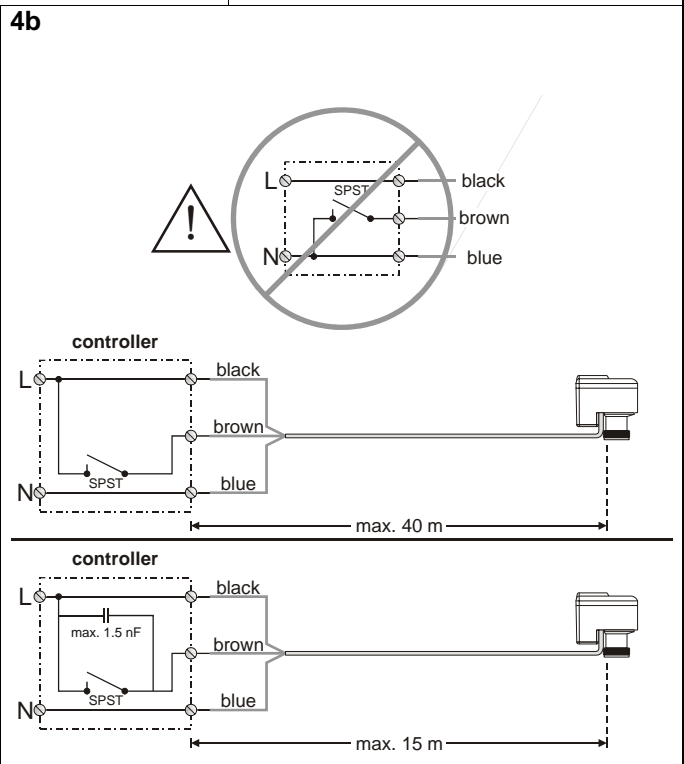 4b
L
SPST
black
!
brown
N
blue
controller
L
black
brown
SPST
N
blue
max. 40 m
controller
L
black
max. 1.5 nF
brown
SPST
N
blue
max. 15 m